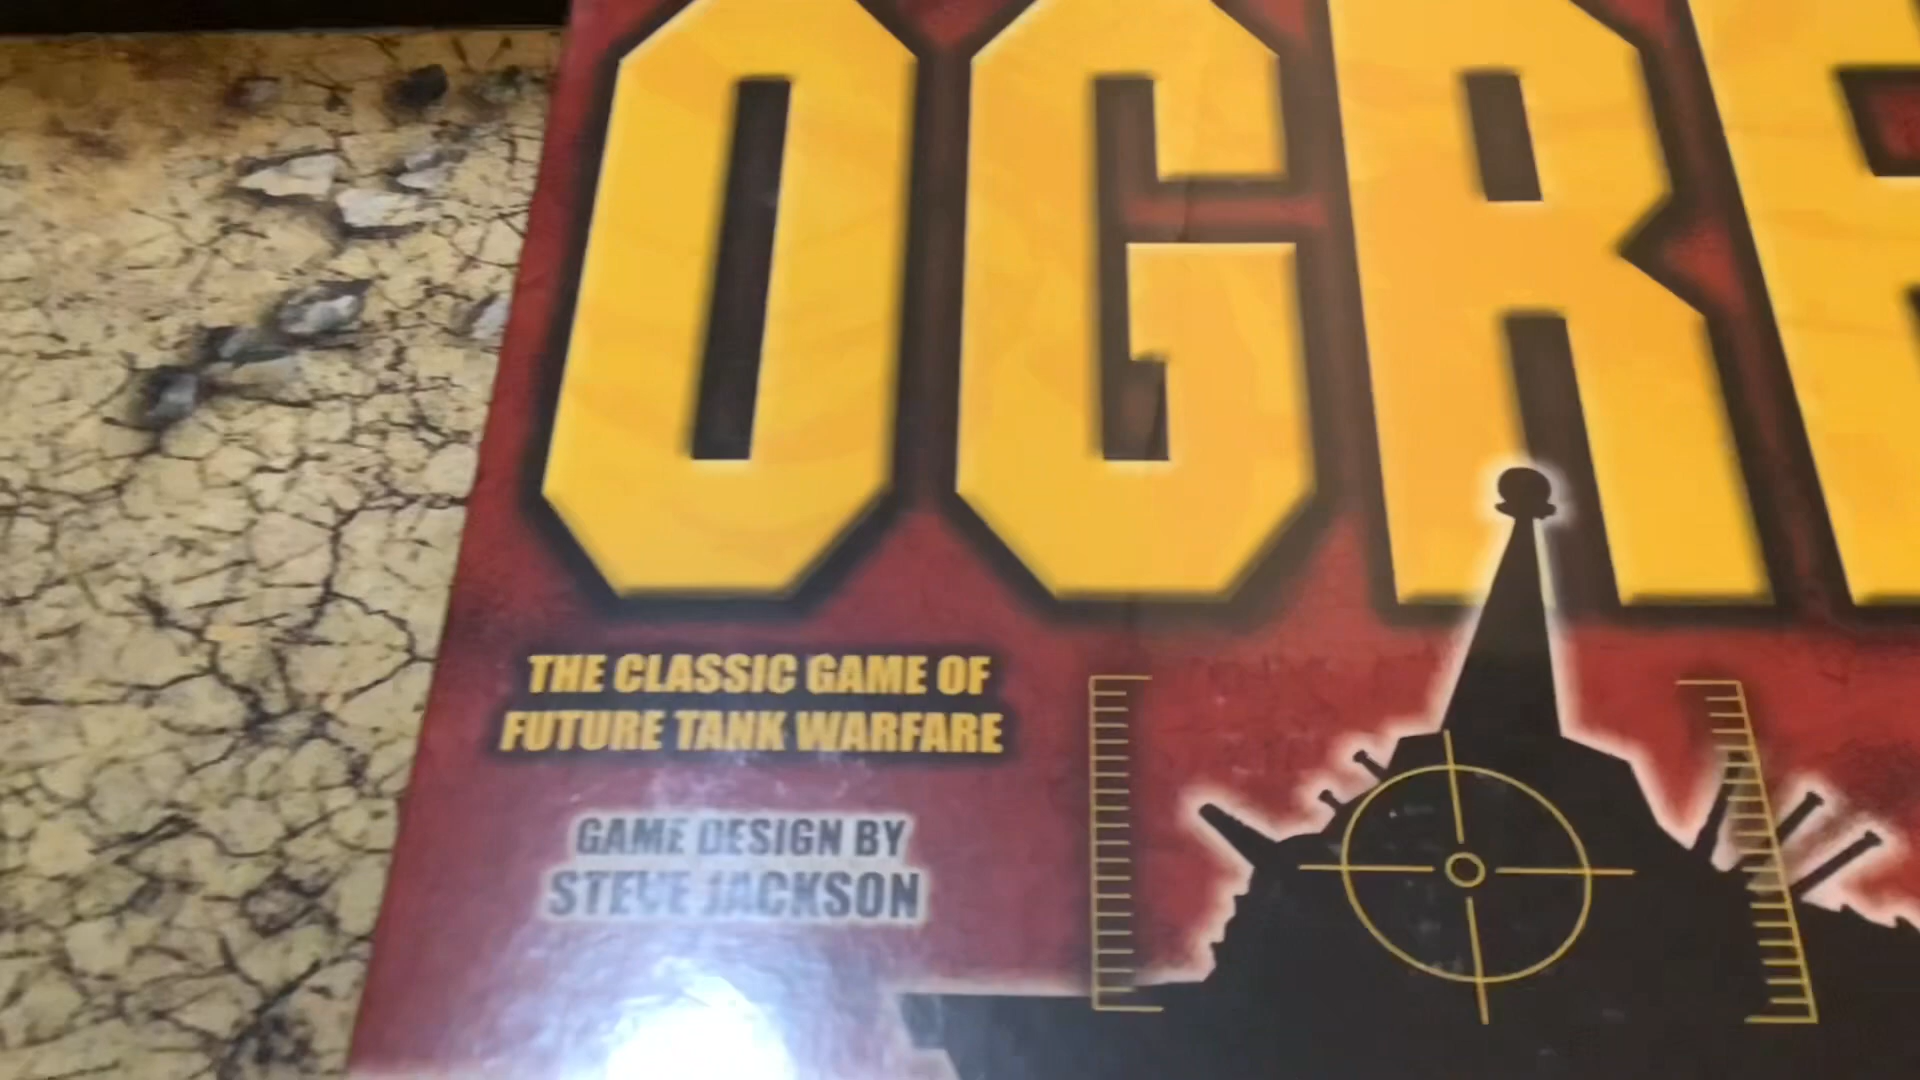 OGRE
THE CLASSIC GAME OF
FUTURE TANK WARFARE
GAME DESIGN BY
STEVE JACKSON